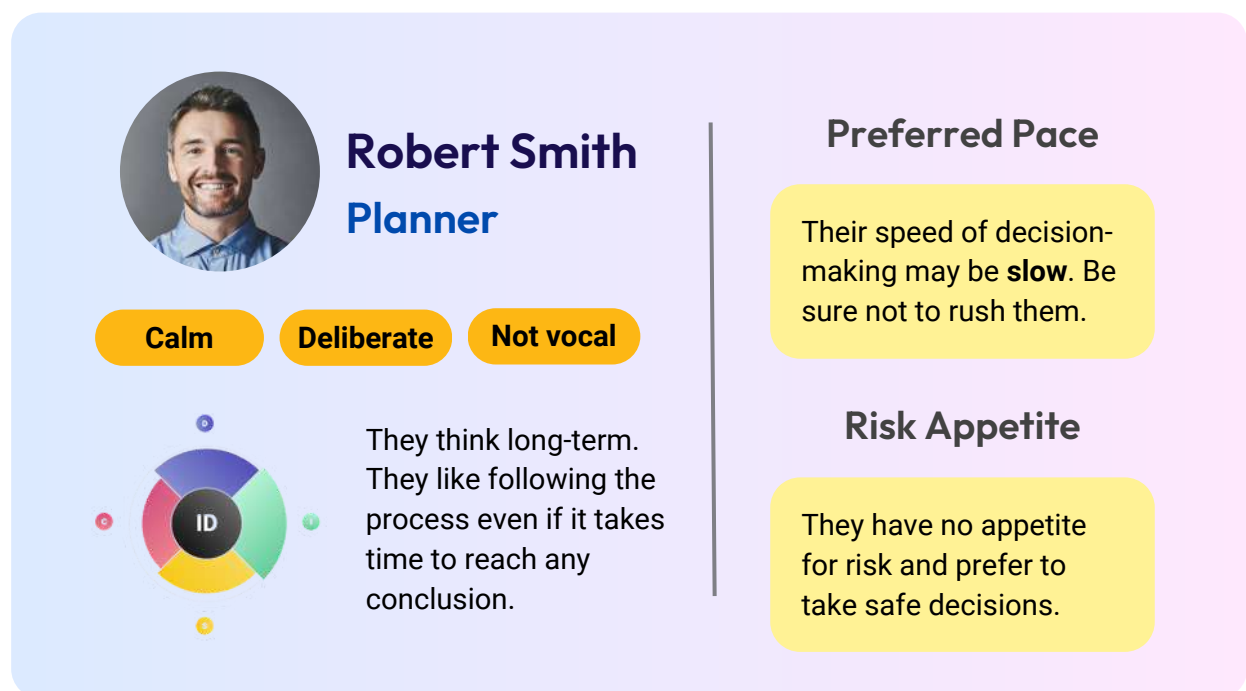 Robert Smith
Planner
Calm
Deliberate
Not vocal
D
C
ID
I
S
They think long-term.
They like following the
process even if it takes
time to reach any
conclusion.
Preferred Pace
Their speed of decision-
making may be slow. Be
sure not to rush them.
Risk Appetite
They have no appetite
for risk and prefer to
take safe decisions.